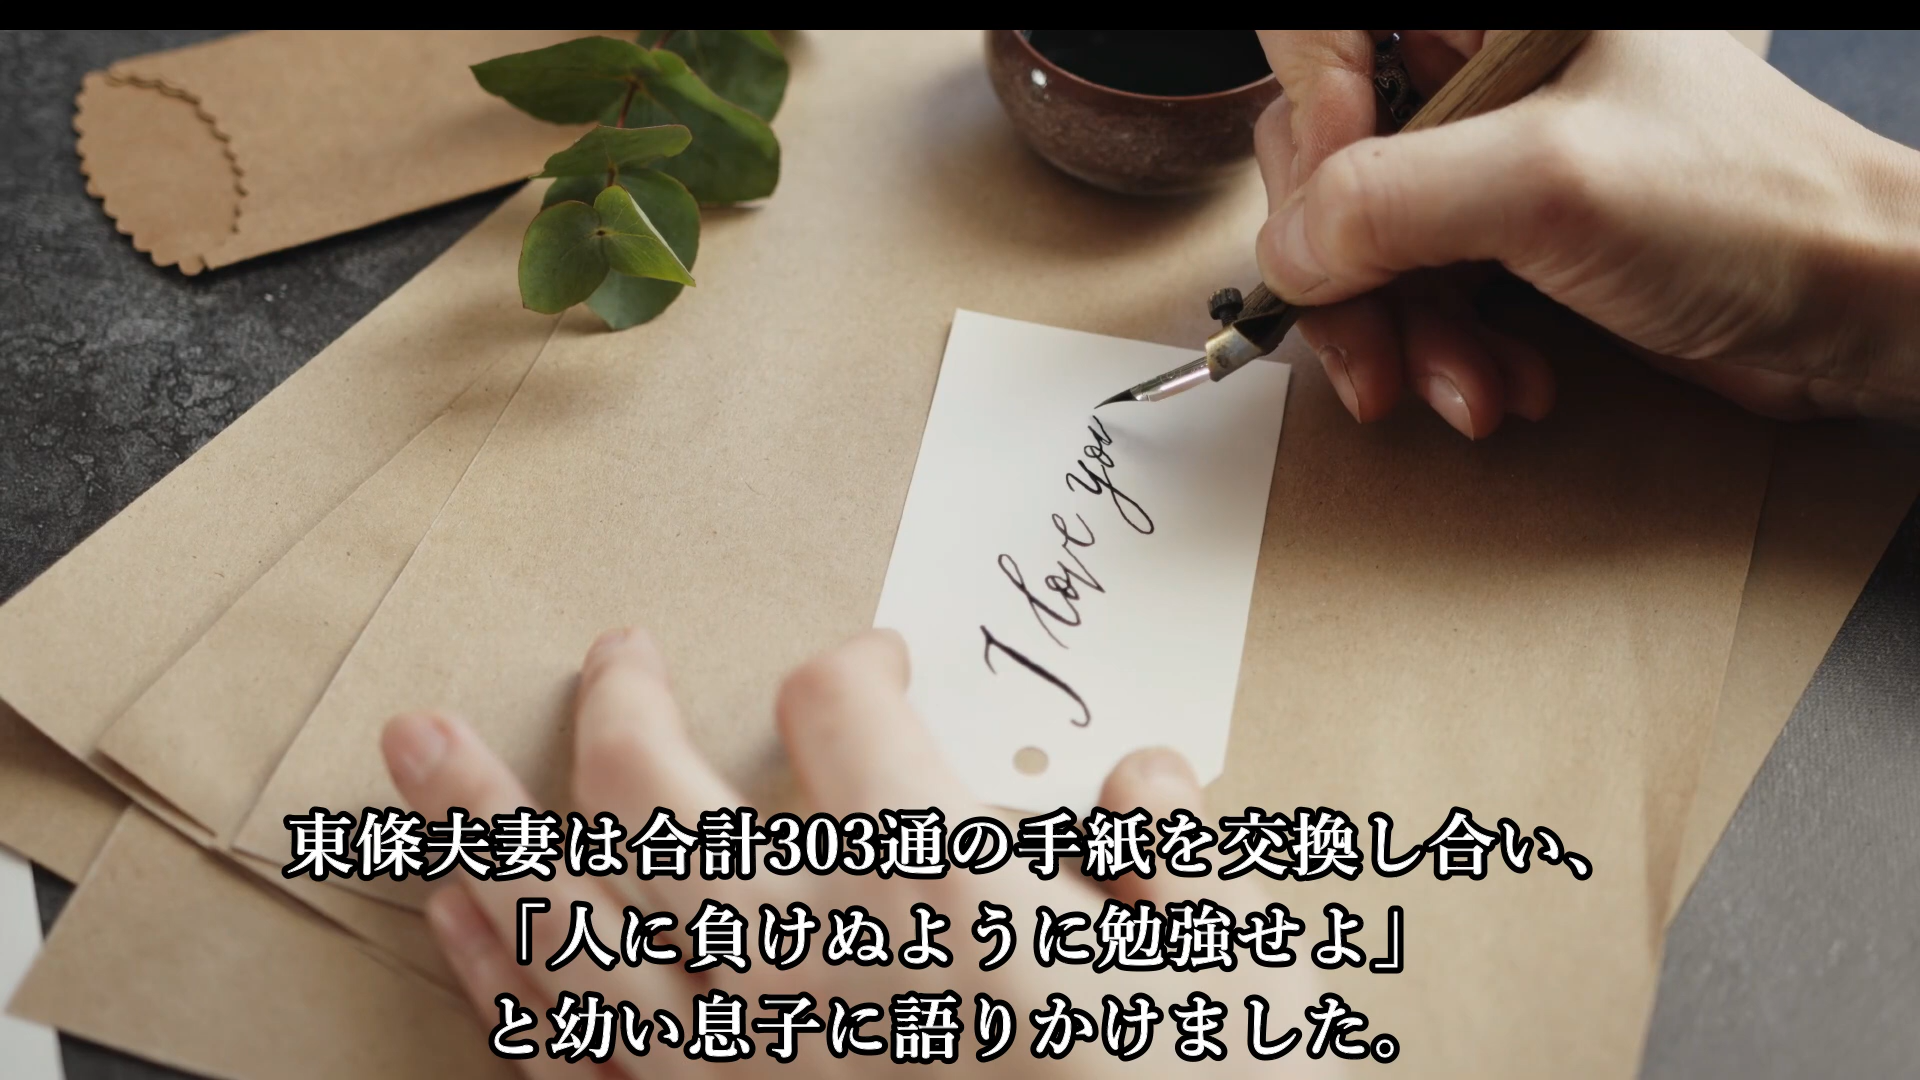 I love you
東條夫妻は合計303通の手紙を交換し合い、
「人に負けぬように勉強せよ」
と幼い息子に語りかけました。